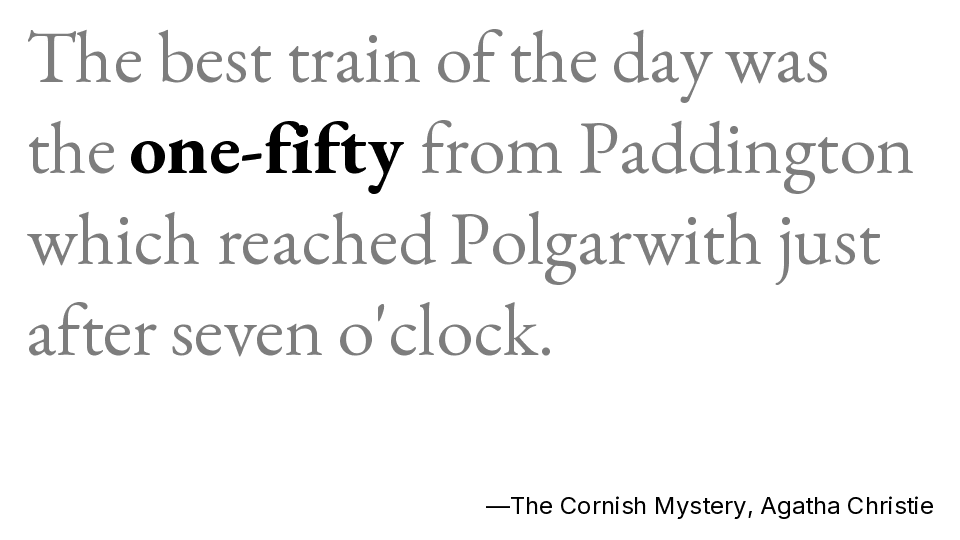 The best train of the day was
the one-fifty from Paddington
which reached Polgarwith just
after seven o'clock.
—The Cornish Mystery, Agatha Christie